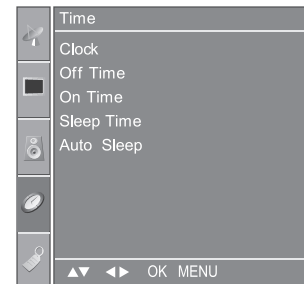 Time
Clock
Off Time
On Time
Sleep Time
Auto Sleep
▲▼ ◀▶ OK MENU